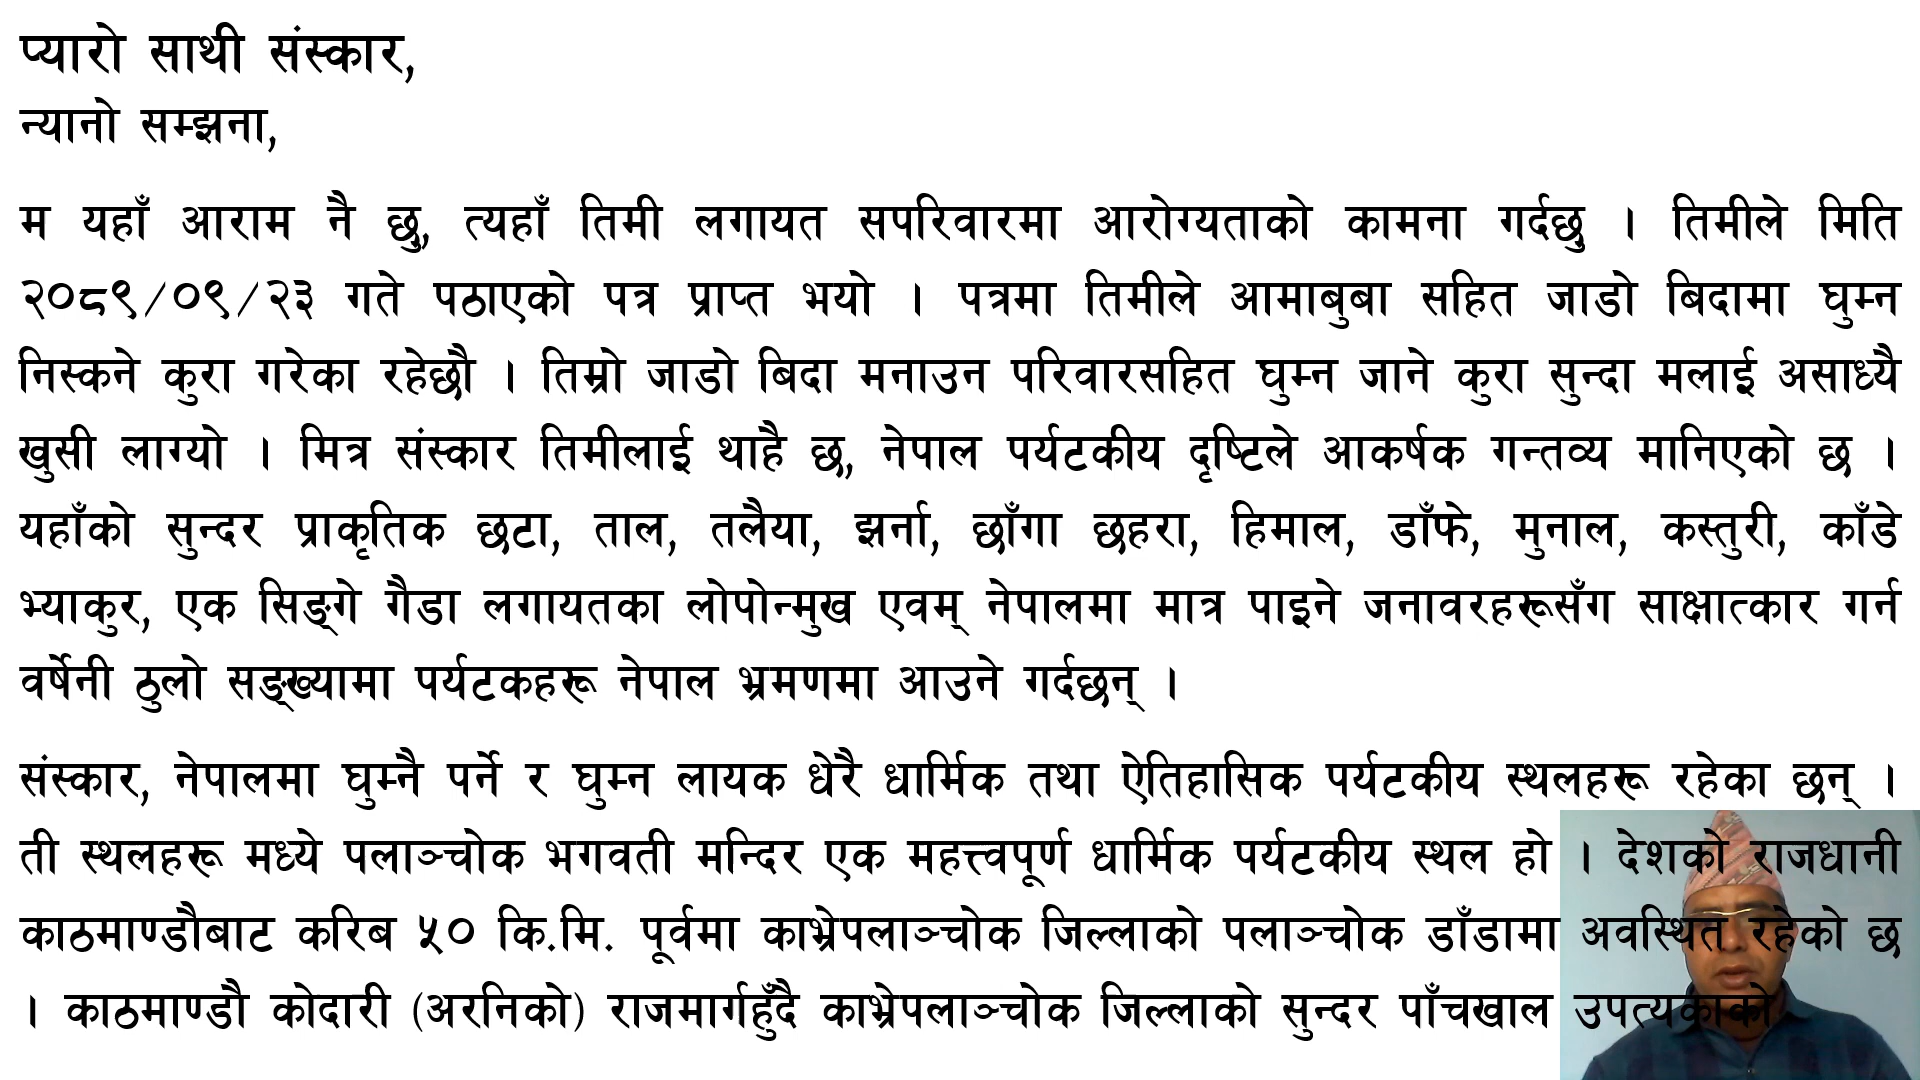 प्यारो साथी संस्कार,
न्यानो सम्झना,
म यहाँ आराम नै छु, त्यहाँ तिमी लगायत सपरिवारमा आरोग्यताको कामना गर्दछु । तिमीले मिति
२०८९/०९/२३ गते पठाएको पत्र प्राप्त भयो । पत्रमा तिमीले आमाबुबा सहित जाडो बिदामा घुम्न
निस्कने कुरा गरेका रहेछौ । तिम्रो जाडो बिदा मनाउन परिवारसहित घुम्न जाने कुरा सुन्दा मलाई असाध्यै
खुसी लाग्यो । मित्र संस्कार तिमीलाई थाहै छ, नेपाल पर्यटकीय दृष्टिले आकर्षक गन्तव्य मानिएको छ ।
यहाँको सुन्दर प्राकृतिक छटा, ताल, तलैया, झर्ना, छाँगा छहरा, हिमाल, डाँफे, मुनाल, कस्तुरी, काँडे
भ्याकुर, एक सिङ्गे गैडा लगायतका लोपोन्मुख एवम् नेपालमा मात्र पाइने जनावरहरूसँग साक्षात्कार गर्न
वर्षेनी ठुलो सङ्ख्यामा पर्यटकहरू नेपाल भ्रमणमा आउने गर्दछन् ।
संस्कार, नेपालमा घुम्नै पर्ने र घुम्न लायक धेरै धार्मिक तथा ऐतिहासिक पर्यटकीय स्थलहरू रहेका छन् ।
ती स्थलहरू मध्ये पलाञ्चोक भगवती मन्दिर एक महत्त्वपूर्ण धार्मिक पर्यटकीय स्थल हो । देशको राजधानी
काठमाण्डौबाट करिब ५० कि.मि. पूर्वमा काभ्रेपलाञ्चोक जिल्लाको पलाञ्चोक डाँडामा अवस्थित रहेको छ
। काठमाण्डौ कोदारी (अरनिको) राजमार्गहुँदै काभ्रेपलाञ्चोक जिल्लाको सुन्दर पाँचखाल उपत्यकाको